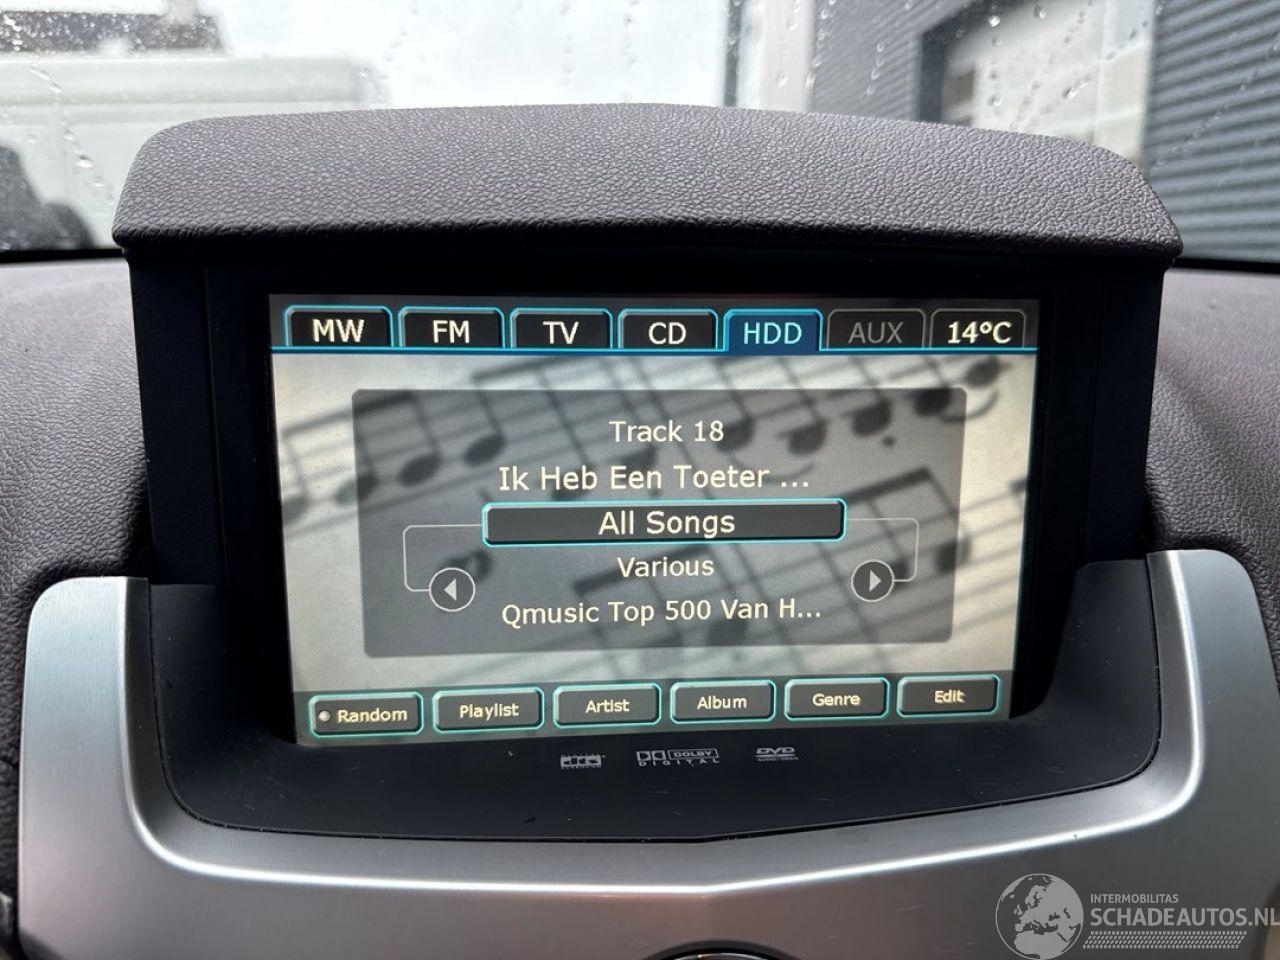 MW FM TV CD HDD AUX 14°C
Track 18
Ik Heb Een Toeter ...
All Songs
Various
Qmusic Top 500 Van H...
Random Playlist Artist Album Genre Edit
dts DOLBY DVD
DIGITAL
INTERMOBILITAS
SCHADEAUTOS.NL